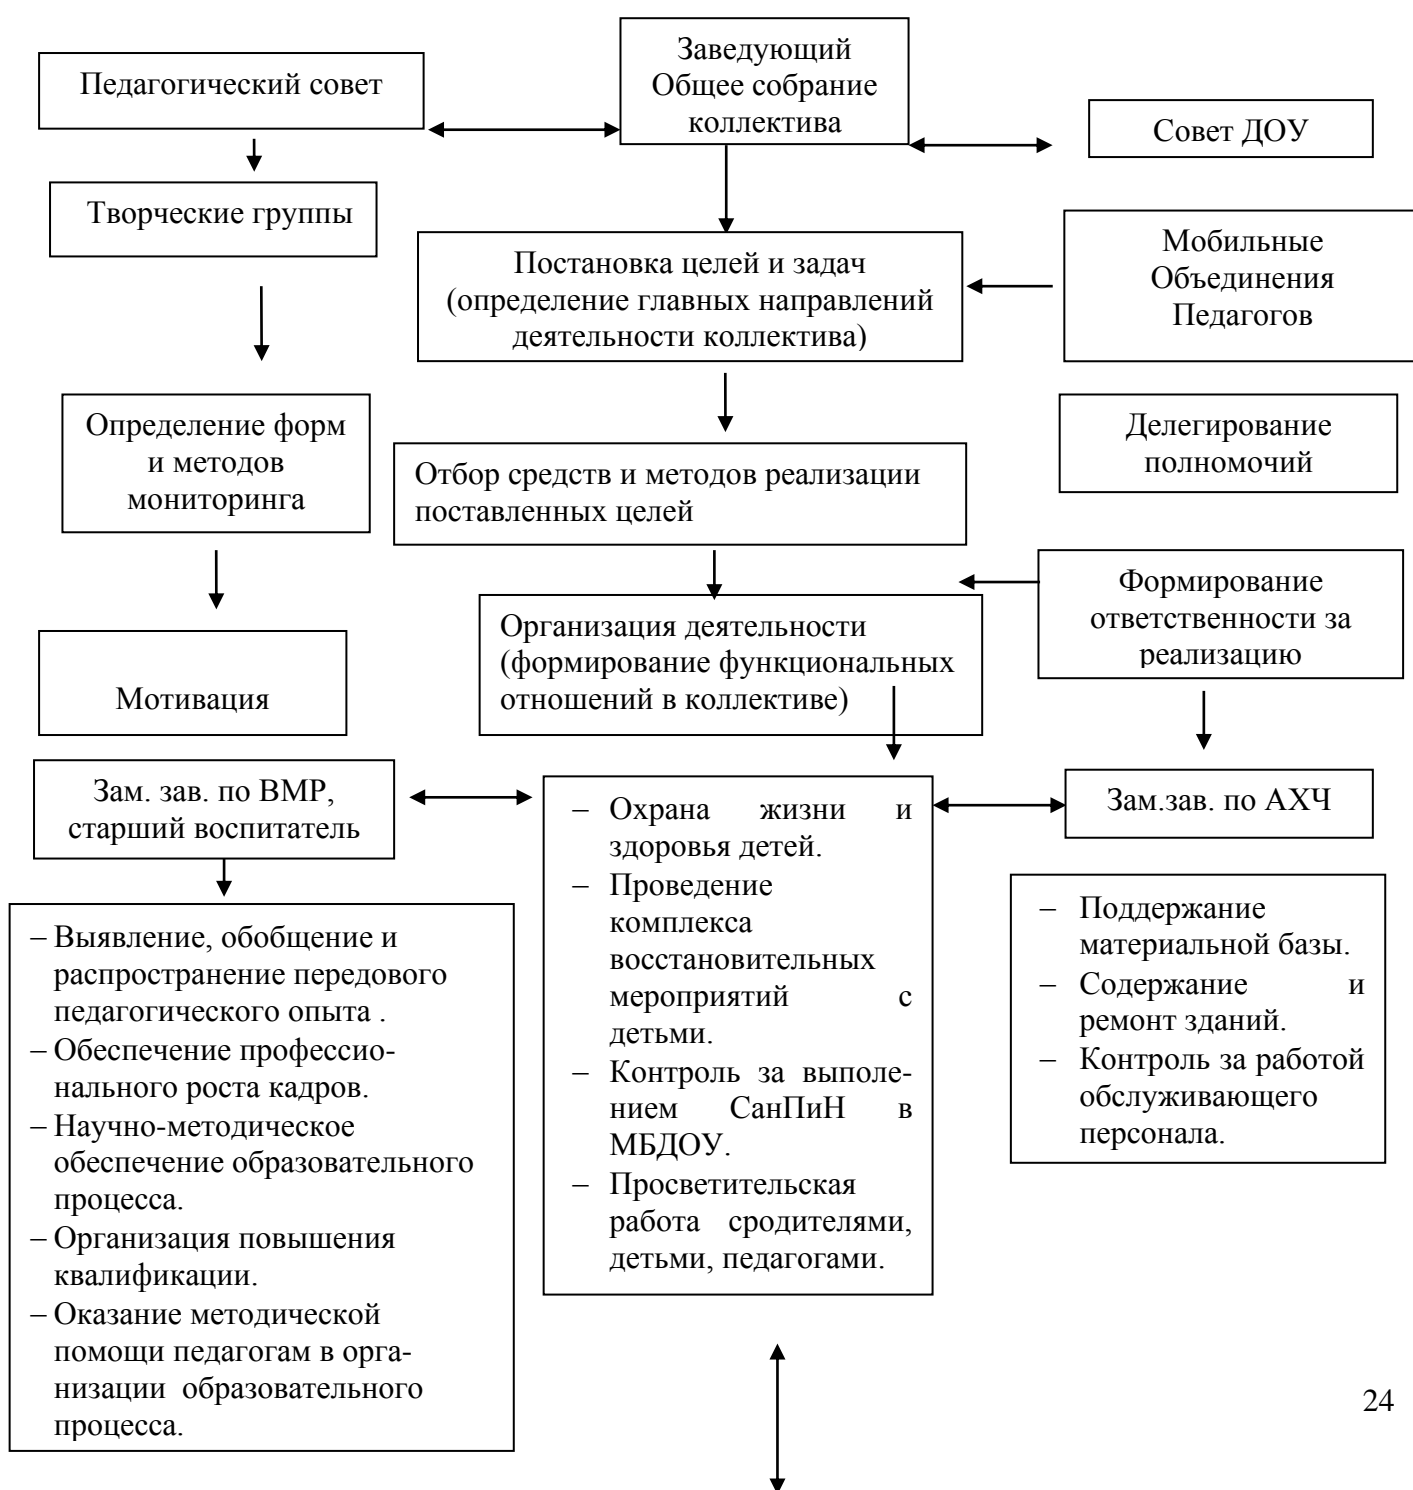 Педагогический совет
Заведующий
Общее собрание
коллектива
Совет ДОУ
Творческие группы
Постановка целей и задач
(определение главных направлений
деятельности коллектива)
Мобильные
Объединения
Педагогов
Определение форм
и методов
мониторинга
Отбор средств и методов реализации
поставленных целей
Делегирование
полномочий
Мотивация
Организация деятельности
(формирование функциональных
отношений в коллективе)
Формирование
ответственности за
реализацию
Зам. зав. по ВМР,
старший воспитатель
– Охрана жизни и
здоровья детей.
– Проведение
комплекса
восстановительных
мероприятий с
детьми.
– Контроль за выполе-
нием СанПиН в
МБДОУ.
– Просветительская
работа сродителями,
детьми, педагогами.
Зам.зав. по АХЧ
– Выявление, обобщение и
распространение передового
педагогического опыта .
– Обеспечение профессио-
нального роста кадров.
– Научно-методическое
обеспечение образовательного
процесса.
– Организация повышения
квалификации.
– Оказание методической
помощи педагогам в орга-
низации образовательного
процесса.
– Поддержание
материальной базы.
– Содержание и
ремонт зданий.
– Контроль за работой
обслуживающего
персонала.
24